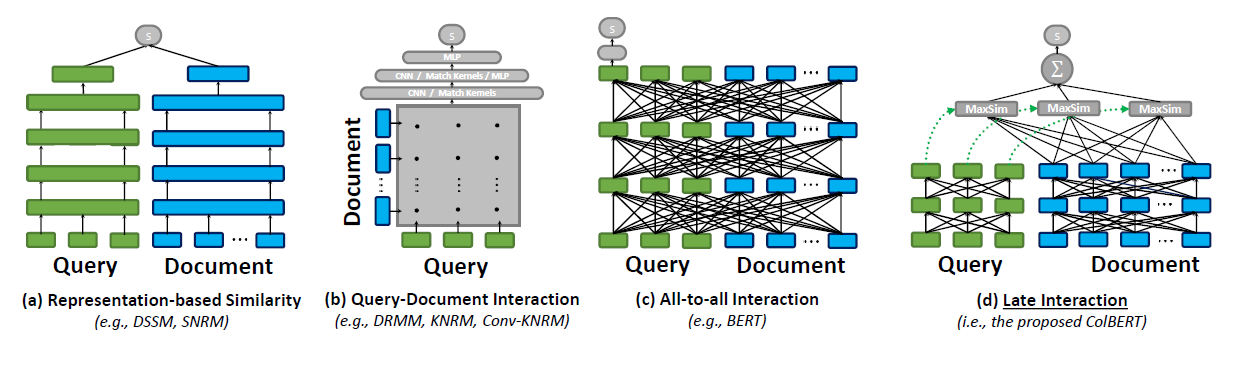 s
Query
Document
(a) Representation-based Similarity
(e.g., DSSM, SNRM)
s
MLP
CNN / Match Kernels / MLP
CNN / Match Kernels
Document
Query
(b) Query-Document Interaction
(e.g., DRMM, KNRM, Conv-KNRM)
s
Query
Document
(c) All-to-all Interaction
(e.g., BERT)
s
Σ
MaxSim MaxSim MaxSim
Query
Document
(d) Late Interaction
(i.e., the proposed ColBERT)